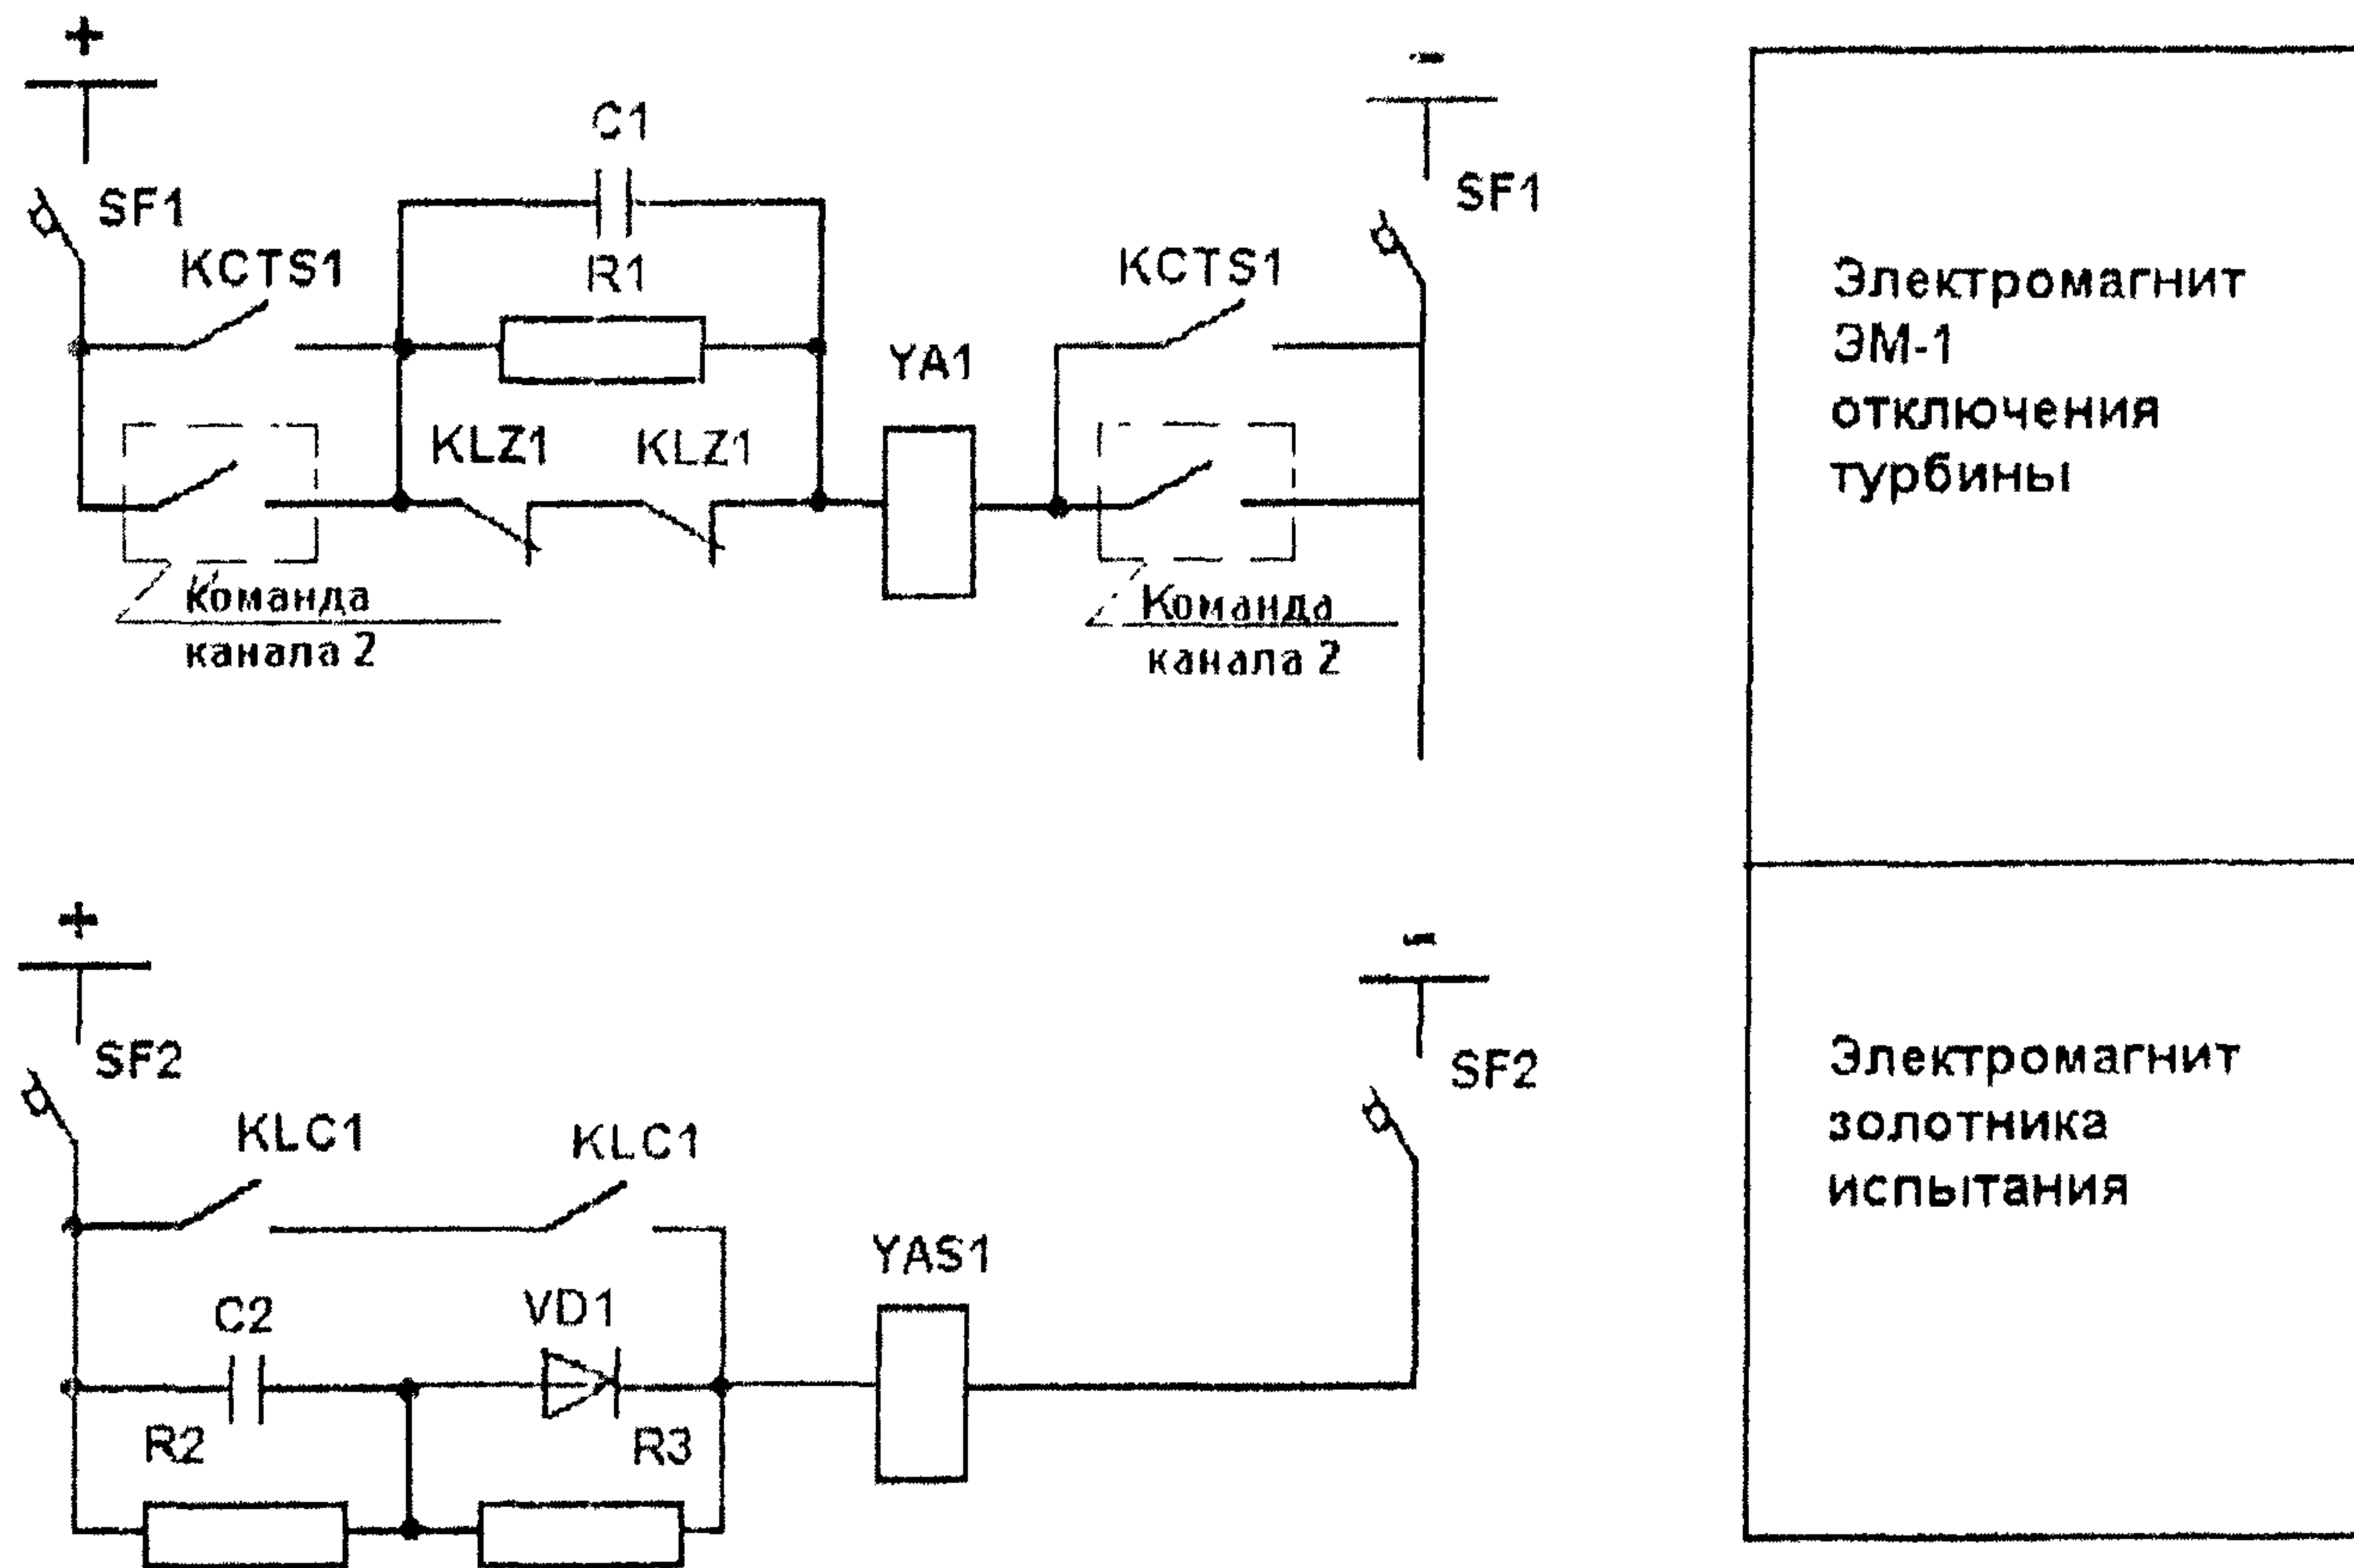 +
-
C1
SF1
SF1
KCTS1
R1
KCTS1
YA1
KLZ1
KLZ1
Команда
канала 2
Команда
канала 2
Электромагнит
ЭМ-1
отключения
турбины
+
-
SF2
SF2
KLC1
KLC1
YAS1
C2
VD1
R2
R3
Электромагнит
золотника
испытания